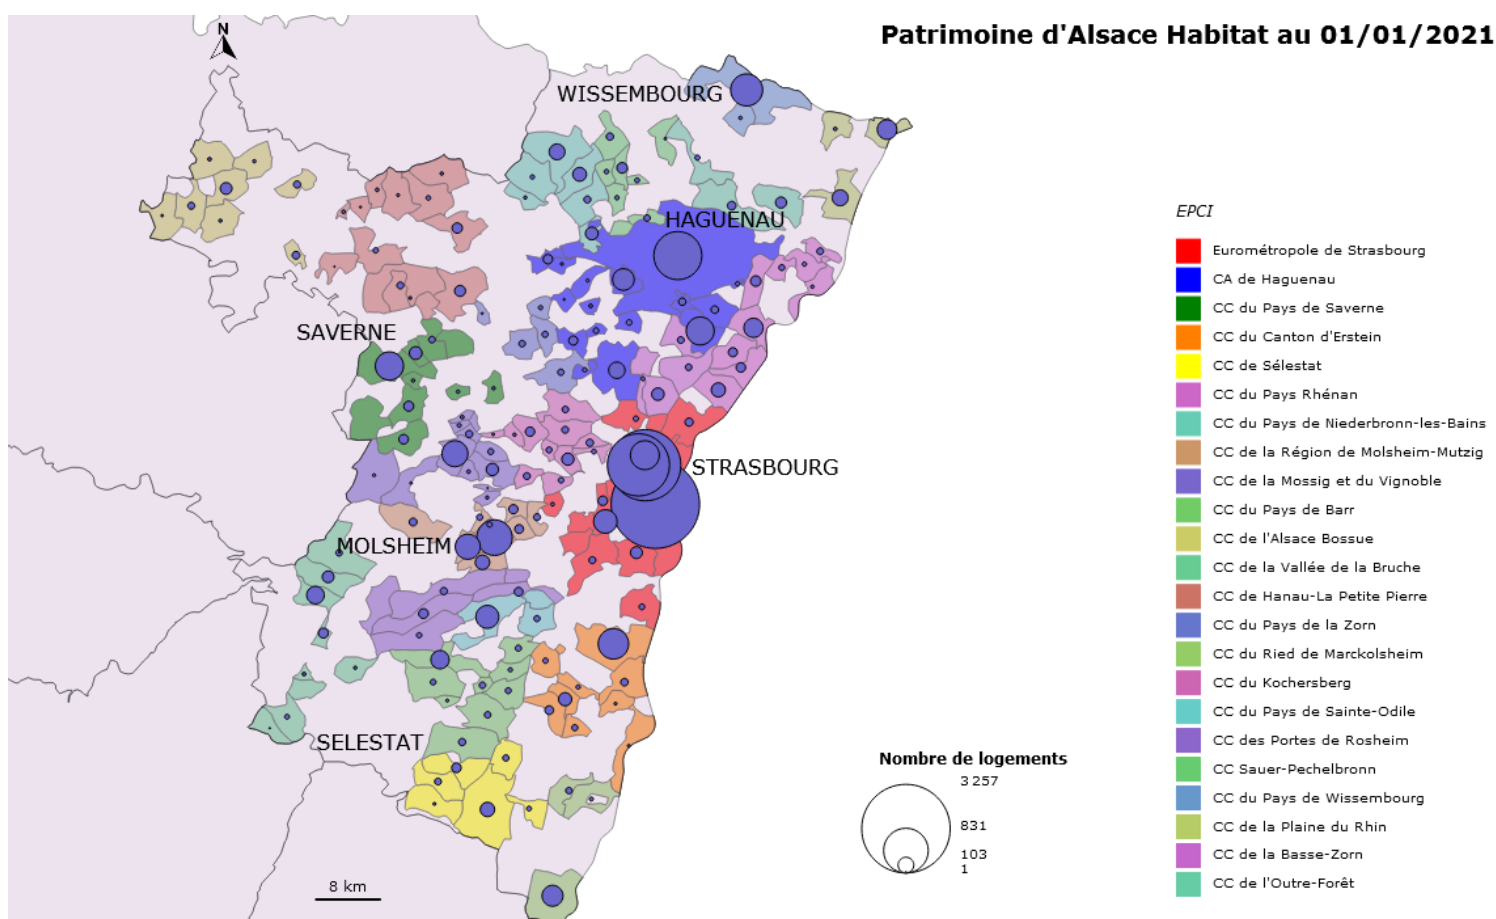 Patrimoine d'Alsace Habitat au 01/01/2021
N
WISSEMBOURG
HAGUENAU
SAVERNE
STRASBOURG
MOLSHEIM
SELESTAT
8 km
Nombre de logements
3 257
831
103
1
EPCI
Eurométropole de Strasbourg
CA de Haguenau
CC du Pays de Saverne
CC du Canton d'Erstein
CC de Sélestat
CC du Pays Rhénan
CC du Pays de Niederbronn-les-Bains
CC de la Région de Molsheim-Mutzig
CC de la Mossig et du Vignoble
CC du Pays de Barr
CC de l'Alsace Bossue
CC de la Vallée de la Bruche
CC de Hanau-La Petite Pierre
CC du Pays de la Zorn
CC du Ried de Marckolsheim
CC du Kochersberg
CC du Pays de Sainte-Odile
CC des Portes de Rosheim
CC Sauer-Pechelbronn
CC du Pays de Wissembourg
CC de la Plaine du Rhin
CC de la Basse-Zorn
CC de l'Outre-Forêt